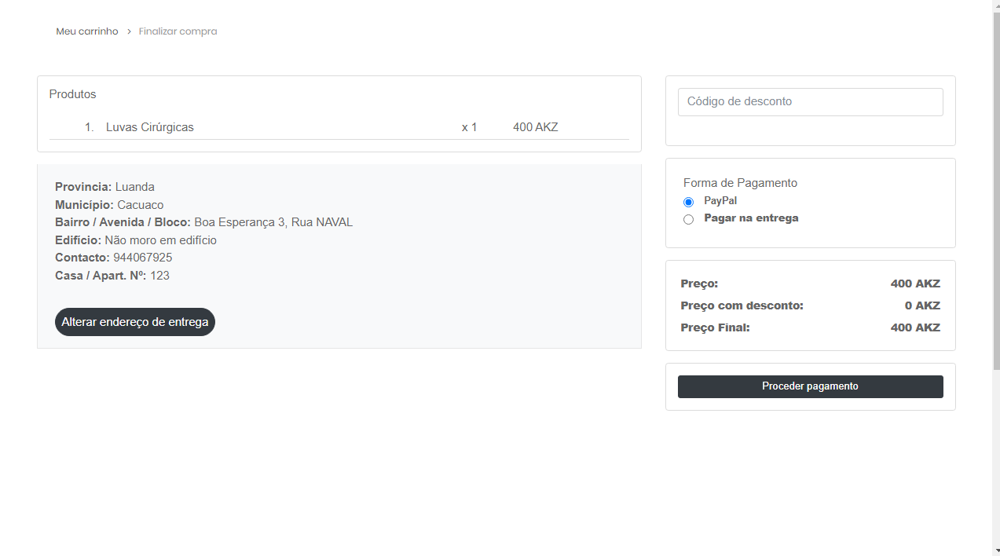 Meu carrinho > Finalizar compra
Produtos
1. Luvas Cirúrgicas x 1 400 AKZ
Provincia: Luanda
Município: Cacuaco
Bairro / Avenida / Bloco: Boa Esperança 3, Rua NAVAL
Edifício: Não moro em edifício
Contacto: 944067925
Casa / Apart. Nº: 123
Alterar endereço de entrega
Código de desconto
Forma de Pagamento
PayPal
Pagar na entrega
Preço: 400 AKZ
Preço com desconto: 0 AKZ
Preço Final: 400 AKZ
Proceder pagamento